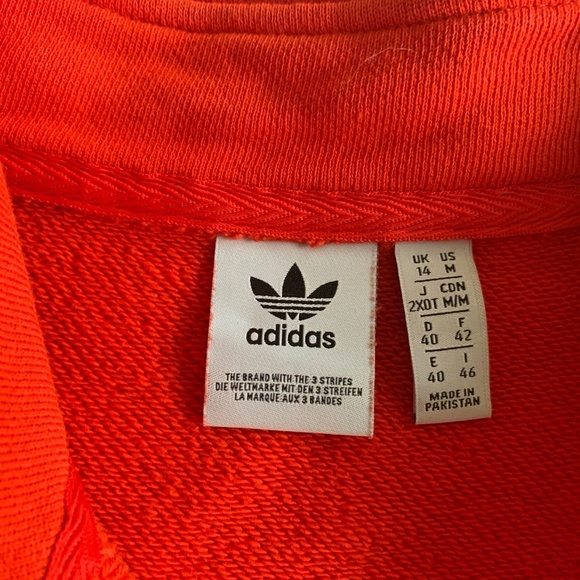 adidas
THE BRAND WITH THE 3 STRIPES
DIE WELTMARKE MIT DEN 3 STREIFEN
LA MARQUE AUX 3 BANDES
UK US
14 M
J CDN
2XOT M/M
D F
40 42
E I
40 46
MADE IN
PAKISTAN